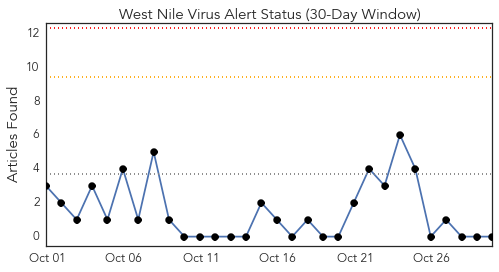 West Nile Virus Alert Status (30-Day Window)
Articles Found
12
10
8
6
4
2
0
Oct 01 Oct 06 Oct 11 Oct 16 Oct 21 Oct 26